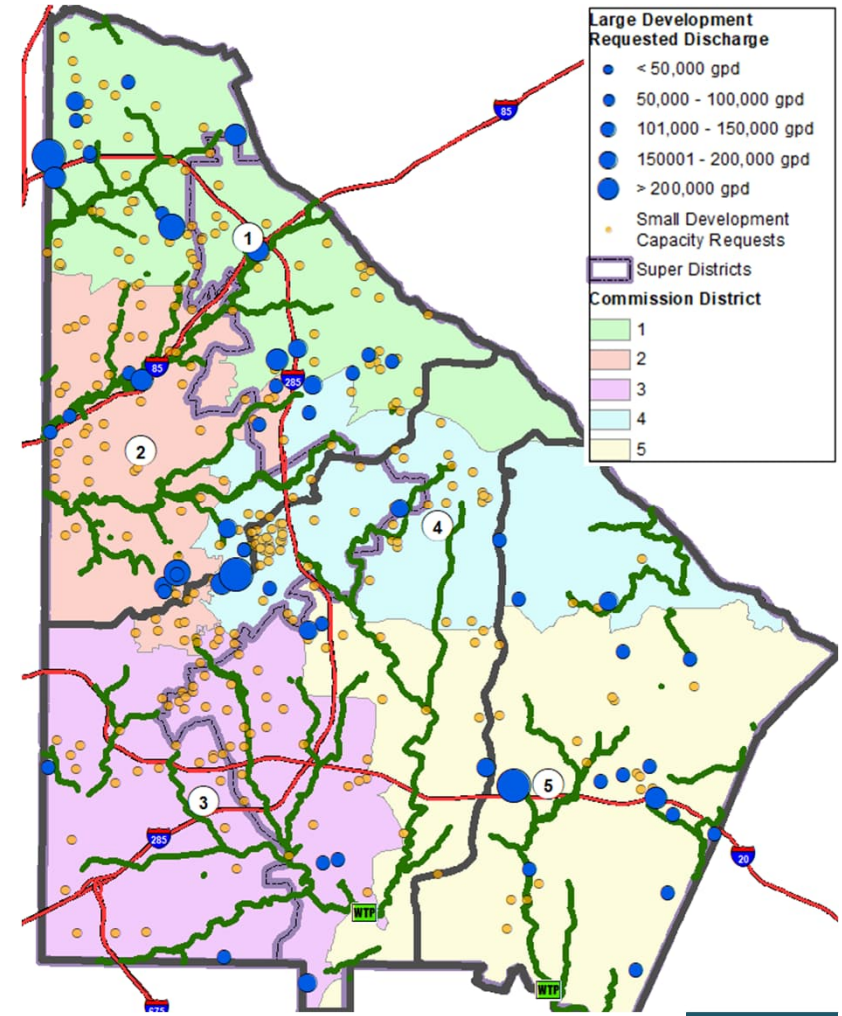 Large Development
Requested Discharge
< 50,000 gpd
50,000 - 100,000 gpd
101,000 - 150,000 gpd
150001 - 200,000 gpd
> 200,000 gpd
Small Development
Capacity Requests
Super Districts
Commission District
1
2
3
4
5
85
1
85
285
2
4
5
3
285
20
WTP
WTP
675